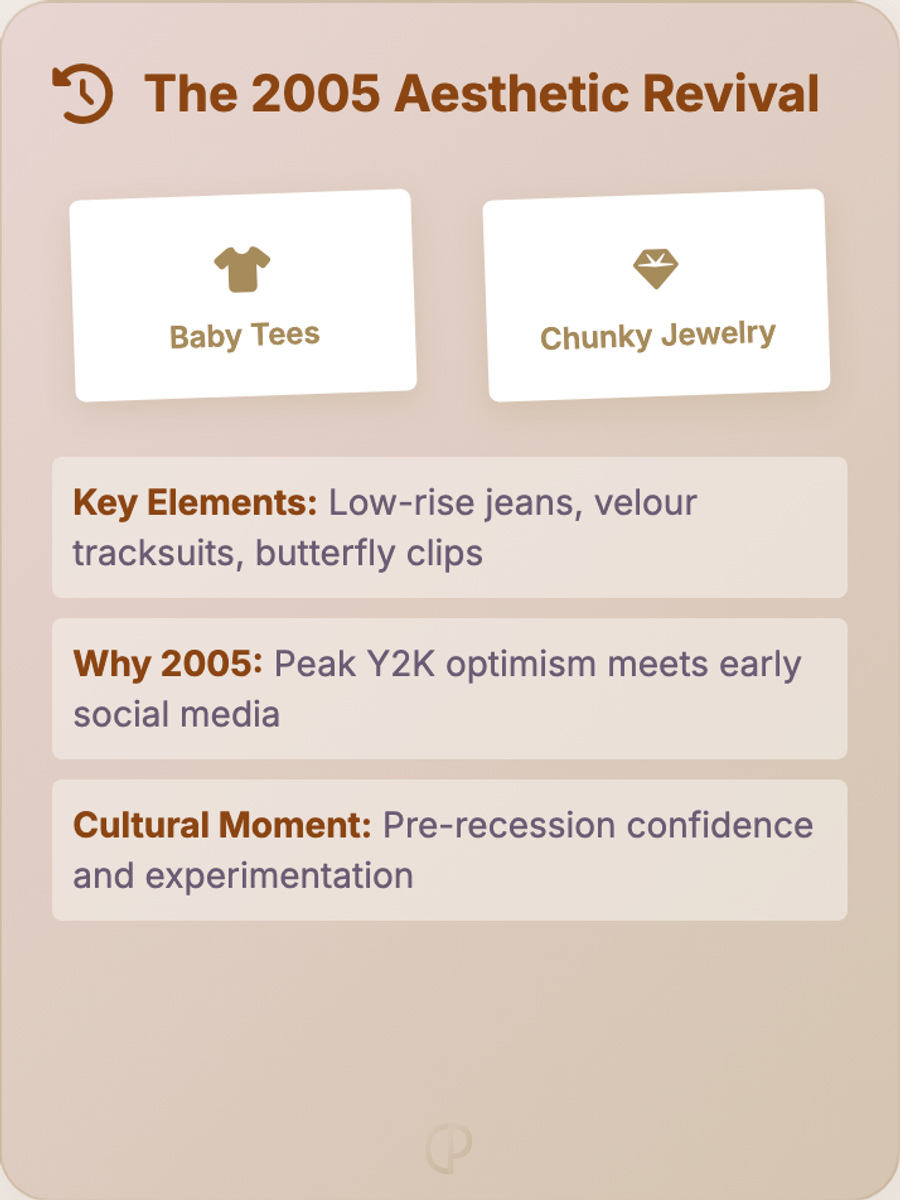 The 2005 Aesthetic Revival
Baby Tees
Chunky Jewelry
Key Elements: Low-rise jeans, velour
tracksuits, butterfly clips
Why 2005: Peak Y2K optimism meets early
social media
Cultural Moment: Pre-recession confidence
and experimentation